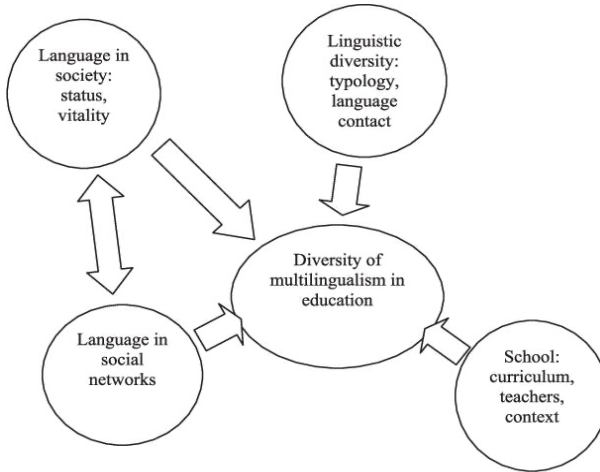 Language in
society:
status,
vitality
Linguistic
diversity:
typology,
language
contact
Diversity of
multilingualism in
education
Language in
social
networks
School:
curriculum,
teachers,
context